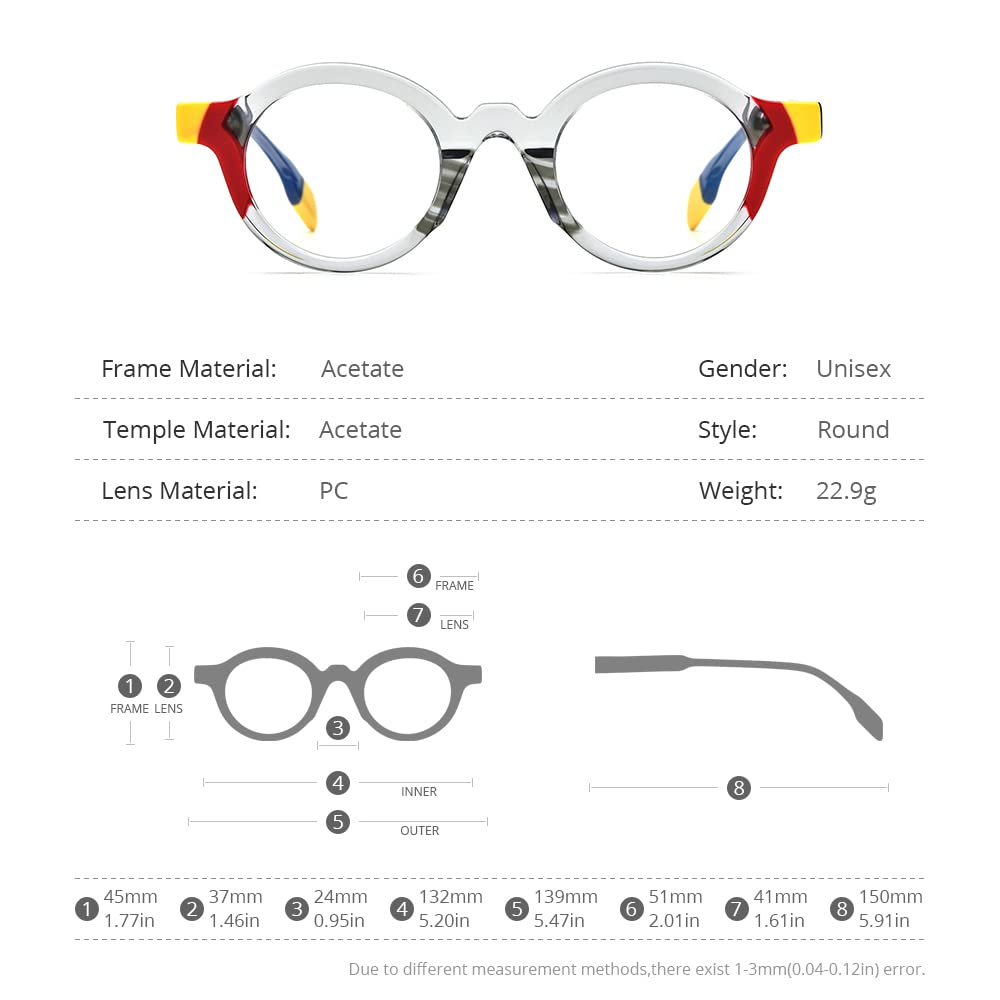 Frame Material: Acetate Gender: Unisex
Temple Material: Acetate Style: Round
Lens Material: PC Weight: 22.9g
6 FRAME
7 LENS
1 FRAME 2 LENS
3
4 INNER
5 OUTER
8
1 45mm 1.77in
2 37mm 1.46in
3 24mm 0.95in
4 132mm 5.20in
5 139mm 5.47in
6 51mm 2.01in
7 41mm 1.61in
8 150mm 5.91in
Due to different measurement methods,there exist 1-3mm(0.04-0.12in) error.